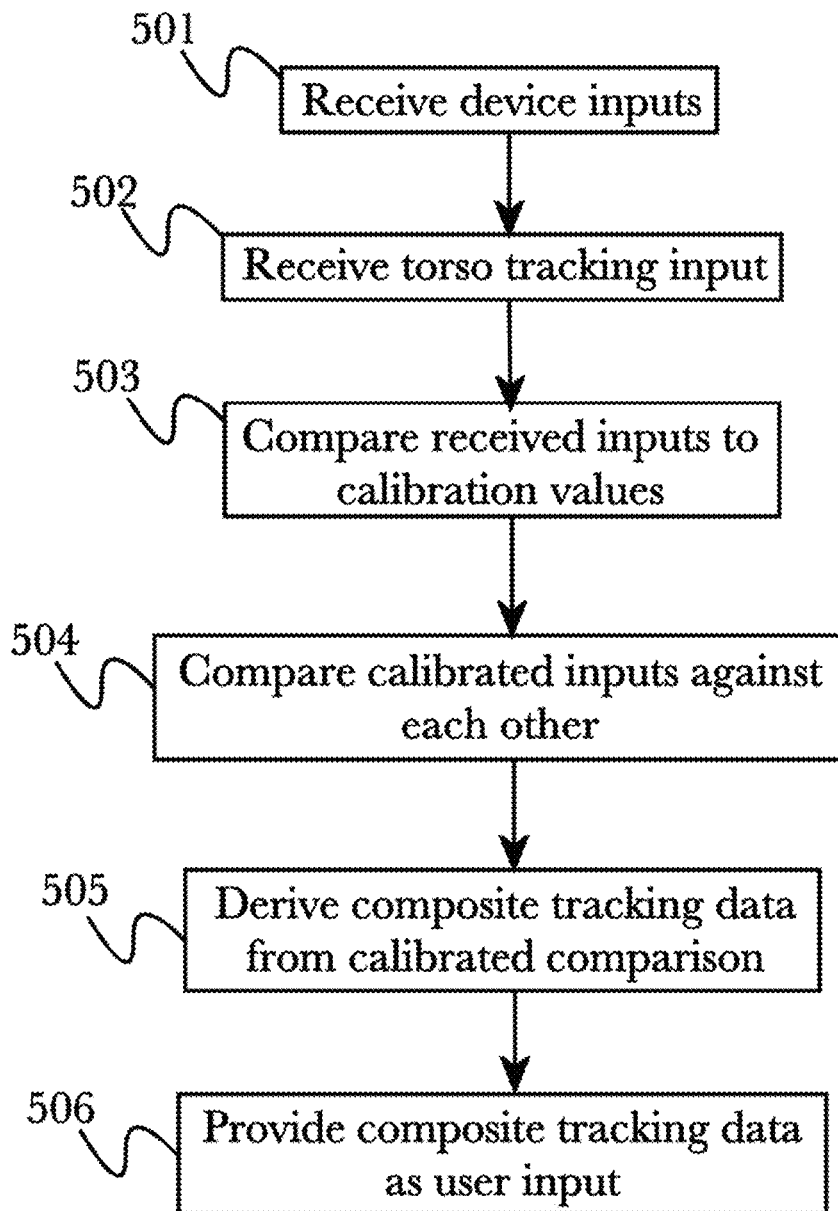 501
Receive device inputs
502
Receive torso tracking input
503
Compare received inputs to
calibration values
504
Compare calibrated inputs against
each other
505
Derive composite tracking data
from calibrated comparison
506
Provide composite tracking data
as user input